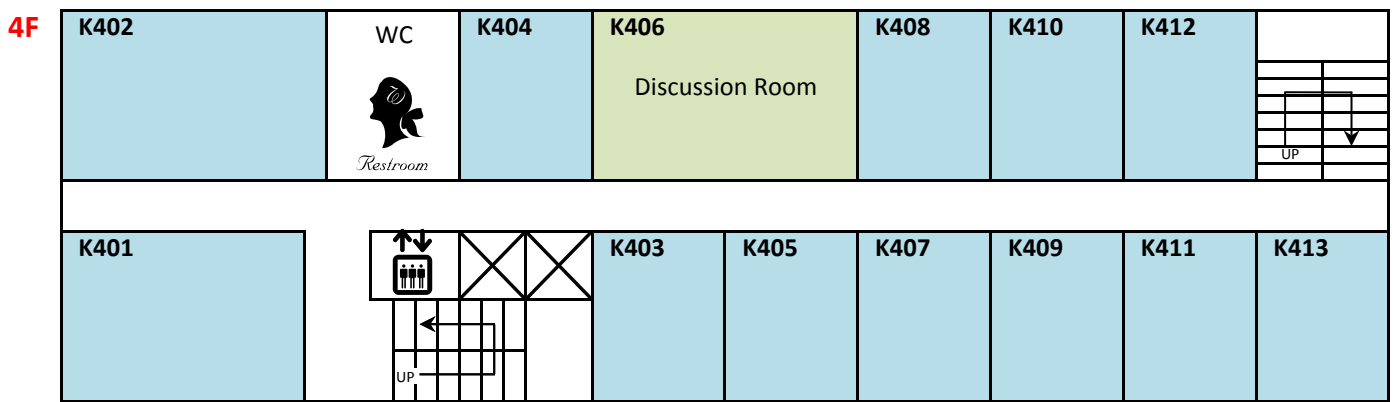 4F
K402
WC
Restroom
K404
K406
Discussion Room
K408
K410
K412
UP
K401
UP
K403
K405
K407
K409
K411
K413